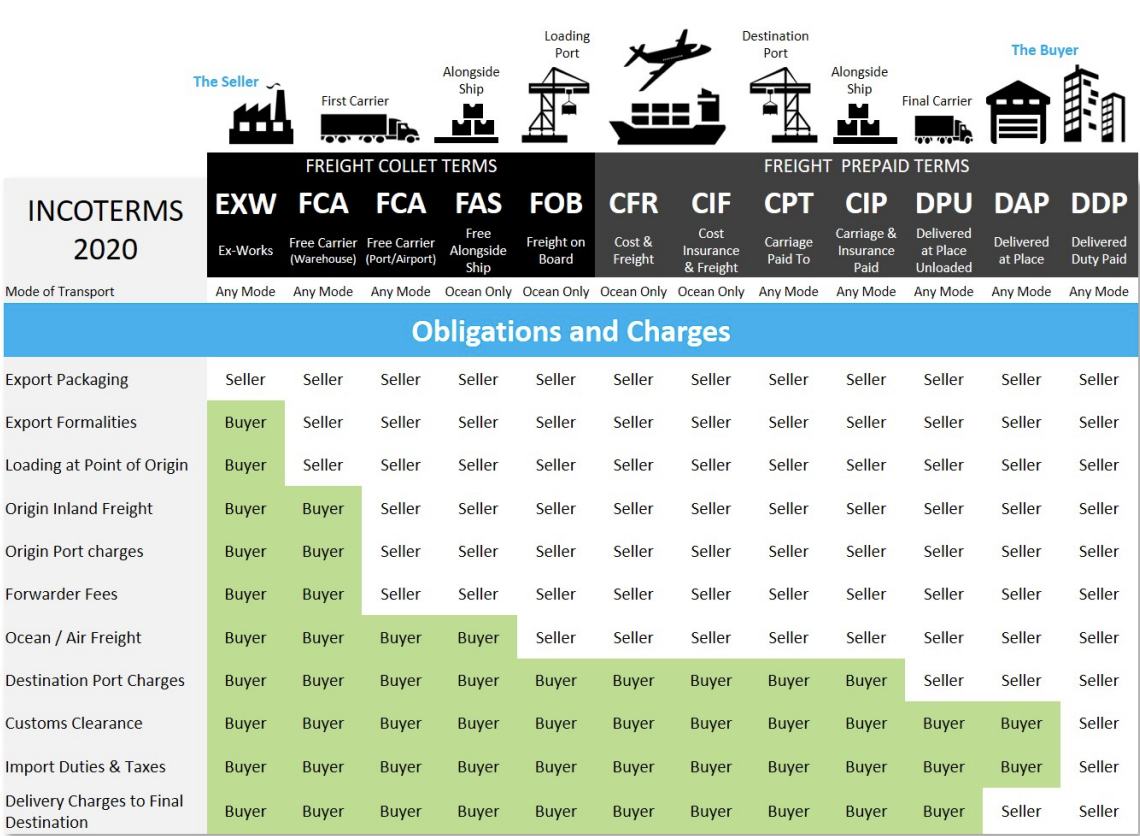 Loading
Port
Destination
Port
The Buyer
The Seller
Alongside
Ship
Alongside
Ship
First Carrier
Final Carrier
FREIGHT COLLET TERMS
FREIGHT PREPAID TERMS
INCOTERMS
2020
EXW FCA FCA FAS FOB CFR CIF CPT CIP DPU DAP DDP
Ex-Works
Free Carrier
(Warehouse)
Free Carrier
(Port/Airport)
Free
Alongside
Ship
Freight on
Board
Cost &
Freight
Cost
Insurance
& Freight
Carriage
Paid To
Carriage &
Insurance
Paid
Delivered
at Place
Unloaded
Delivered
at Place
Delivered
Duty Paid
Mode of Transport Any Mode Any Mode Any Mode Ocean Only Ocean Only Ocean Only Ocean Only Any Mode Any Mode Any Mode Any Mode Any Mode
Obligations and Charges
Export Packaging Seller Seller Seller Seller Seller Seller Seller Seller Seller Seller Seller Seller
Export Formalities Buyer Seller Seller Seller Seller Seller Seller Seller Seller Seller Seller Seller
Loading at Point of Origin Buyer Seller Seller Seller Seller Seller Seller Seller Seller Seller Seller Seller
Origin Inland Freight Buyer Buyer Seller Seller Seller Seller Seller Seller Seller Seller Seller Seller
Origin Port charges Buyer Buyer Seller Seller Seller Seller Seller Seller Seller Seller Seller Seller
Forwarder Fees Buyer Buyer Seller Seller Seller Seller Seller Seller Seller Seller Seller Seller
Ocean / Air Freight Buyer Buyer Buyer Buyer Seller Seller Seller Seller Seller Seller Seller Seller
Destination Port Charges Buyer Buyer Buyer Buyer Buyer Buyer Buyer Buyer Buyer Seller Seller Seller
Customs Clearance Buyer Buyer Buyer Buyer Buyer Buyer Buyer Buyer Buyer Buyer Buyer Seller
Import Duties & Taxes Buyer Buyer Buyer Buyer Buyer Buyer Buyer Buyer Buyer Buyer Buyer Seller
Delivery Charges to Final
Destination Buyer Buyer Buyer Buyer Buyer Buyer Buyer Buyer Buyer Buyer Seller Seller